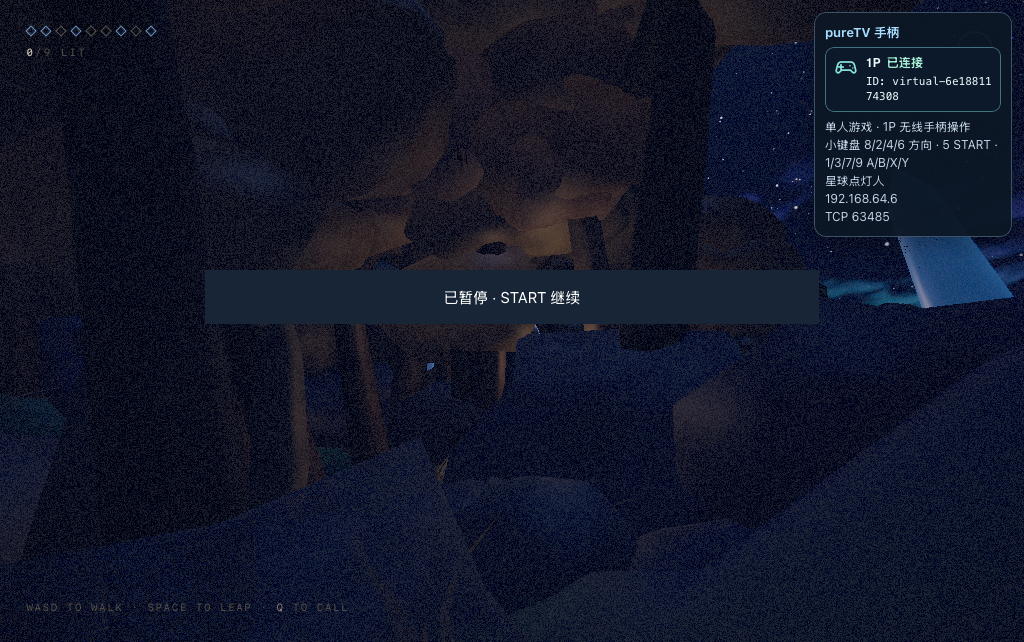 0/9 LIT
pureTV 手柄
1P 已连接
ID: virtual-6e18811
74308
单人游戏 · 1P 无线手柄操作
小键盘 8/2/4/6 方向 · 5 START ·
1/3/7/9 A/B/X/Y
星球点灯人
192.168.64.6
TCP 63485
已暂停 · START 继续
WASD TO WALK · SPACE TO LEAP · Q TO CALL